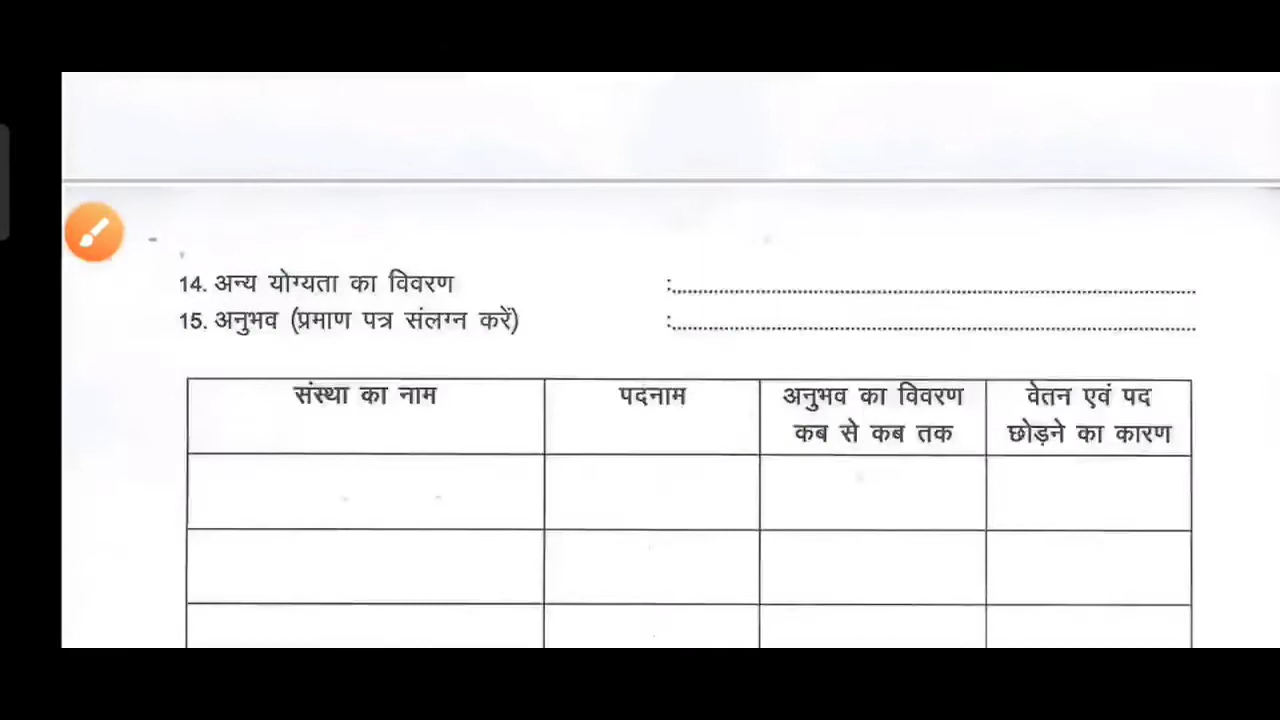 14. अन्य योग्यता का विवरण :
15. अनुभव (प्रमाण पत्र संलग्न करें) :
संस्था का नाम
पदनाम
अनुभव का विवरण
कब से कब तक
वेतन एवं पद
छोड़ने का कारण